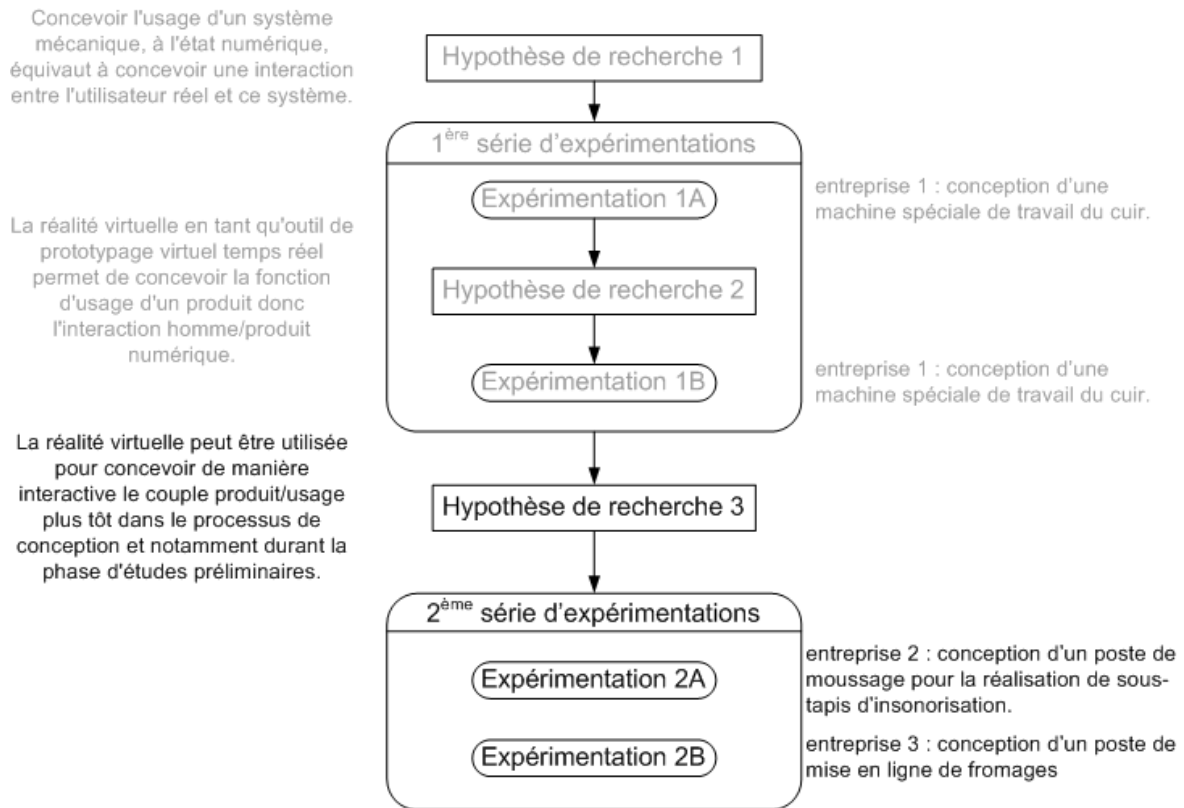 Concevoir l'usage d'un système
mécanique, à l'état numérique,
équivaut à concevoir une interaction
entre l'utilisateur réel et ce système.
Hypothèse de recherche 1
1ère série d'expérimentations
Expérimentation 1A
entreprise 1 : conception d'une
machine spéciale de travail du cuir.
La réalité virtuelle en tant qu'outil de
prototypage virtuel temps réel
permet de concevoir la fonction
d'usage d'un produit donc
l'interaction homme/produit
numérique.
Hypothèse de recherche 2
Expérimentation 1B
entreprise 1 : conception d'une
machine spéciale de travail du cuir.
La réalité virtuelle peut être utilisée
pour concevoir de manière
interactive le couple produit/usage
plus tôt dans le processus de
conception et notamment durant la
phase d'études préliminaires.
Hypothèse de recherche 3
2ème série d'expérimentations
Expérimentation 2A
entreprise 2 : conception d'un poste de
moussage pour la réalisation de sous-
tapis d'insonorisation.
Expérimentation 2B
entreprise 3 : conception d'un poste de
mise en ligne de fromages